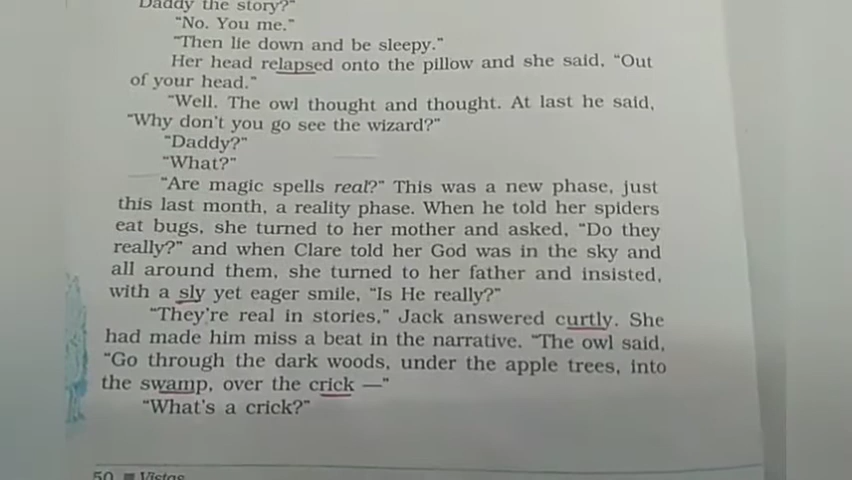 Daddy the story?"
"No. You me."
"Then lie down and be sleepy."
Her head relapsed onto the pillow and she said, "Out
of your head."
"Well. The owl thought and thought. At last he said,
"Why don't you go see the wizard?"
"Daddy?"
"What?"
"Are magic spells real?" This was a new phase, just
this last month, a reality phase. When he told her spiders
eat bugs, she turned to her mother and asked, "Do they
really?" and when Clare told her God was in the sky and
all around them, she turned to her father and insisted,
with a sly yet eager smile, "Is He really?"
"They're real in stories," Jack answered curtly. She
had made him miss a beat in the narrative. "The owl said,
"Go through the dark woods, under the apple trees, into
the swamp, over the crick —"
"What's a crick?"
50 ■ Vistas